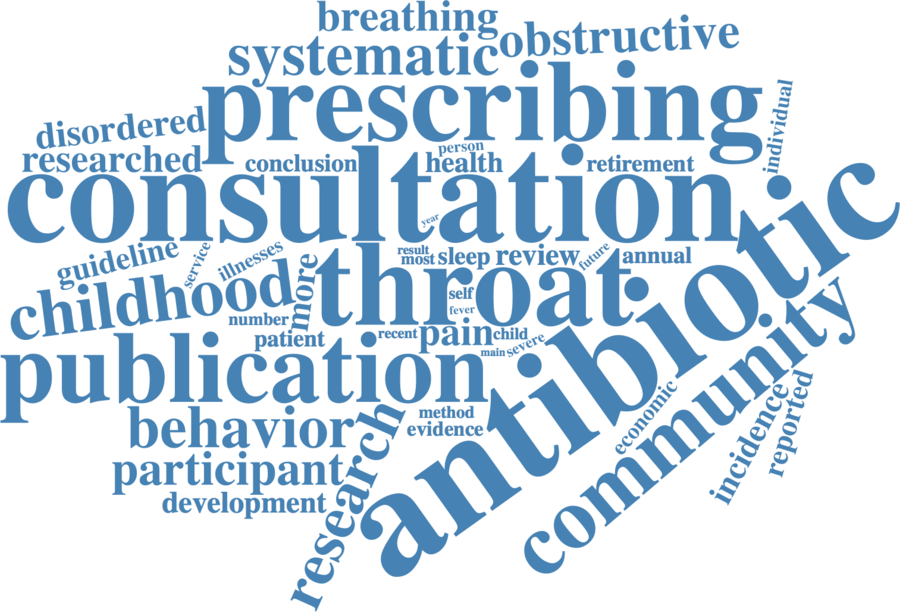 breathing
systematic
obstructive
prescribing
individual
disordered
researched
conclusion
person
health
retirement
consultation
year
antibiotic
guideline
service
illnesses
result
most
sleep
review
future
annual
childhood
more
throat
self
fever
number
patient
recent
pain
child
main
severe
publication
community
behavior
research
method
evidence
economic
incidence
reported
participant
development